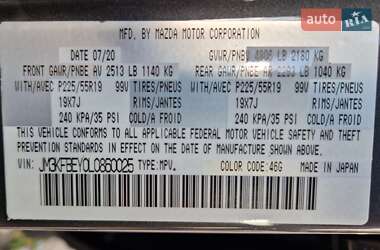 auto.ria.com
MFD. BY MAZDA MOTOR CORPORATION
DATE 07/20 GVWR/PNBV 4906 LB 2180 KG
FRONT GAWR/PNBE AV 2513 LB 1140 KG REAR GAWR/PNBE AR 2293 LB 1040 KG
WITH/AVEC P225/55R19 99V TIRES/PNEUS WITH/AVEC P225/55R19 99V TIRES/PNEUS
19X7J RIMS/JANTES 19X7J RIMS/JANTES
240 KPA/35 PSI COLD/A FROID 240 KPA/35 PSI COLD/A FROID
THIS VEHICLE CONFORMS TO ALL APPLICABLE FEDERAL MOTOR VEHICLE SAFETY AND THEFT
PREVENTION STANDARDS IN EFFECT ON THE DATE OF MANUFACTURE SHOWN ABOVE.
VIN: JM3KFBEY0L0860025 TYPE:MPV. COLOR CODE:46G MADE IN JAPAN